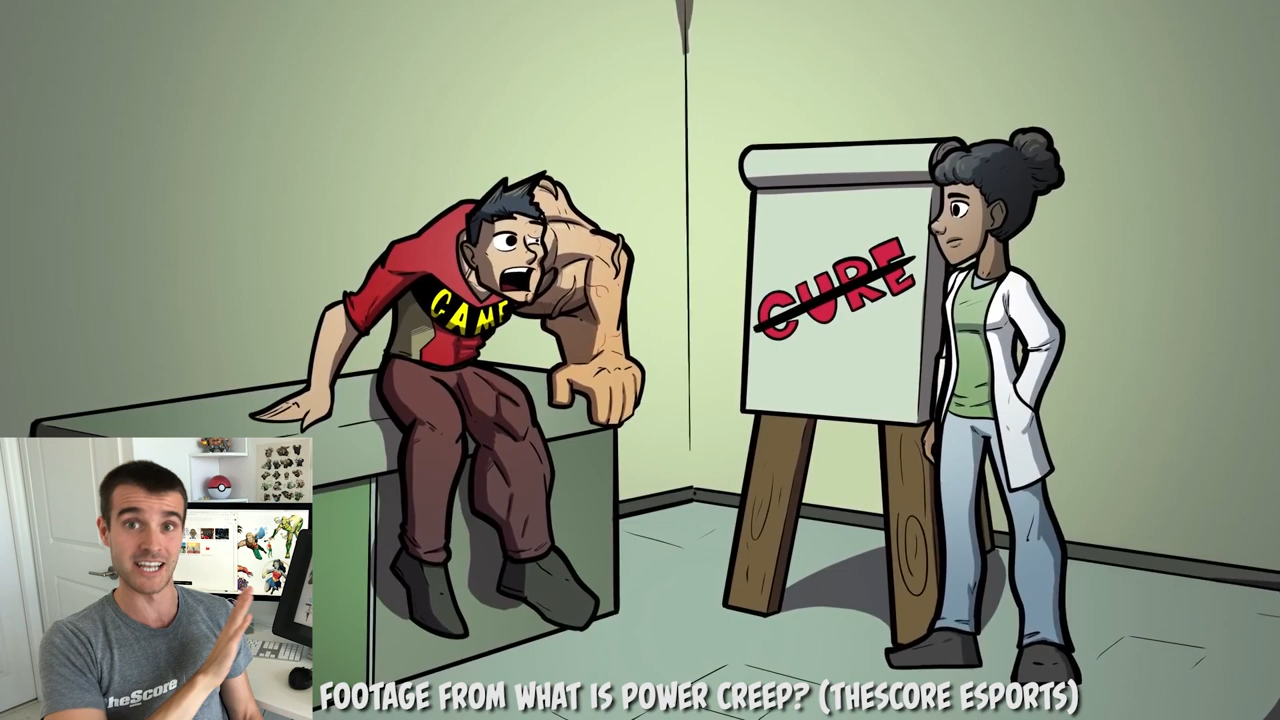 GAME
CURE
theScore
FOOTAGE FROM WHAT IS POWER CREEP? (THESCORE ESPORTS)